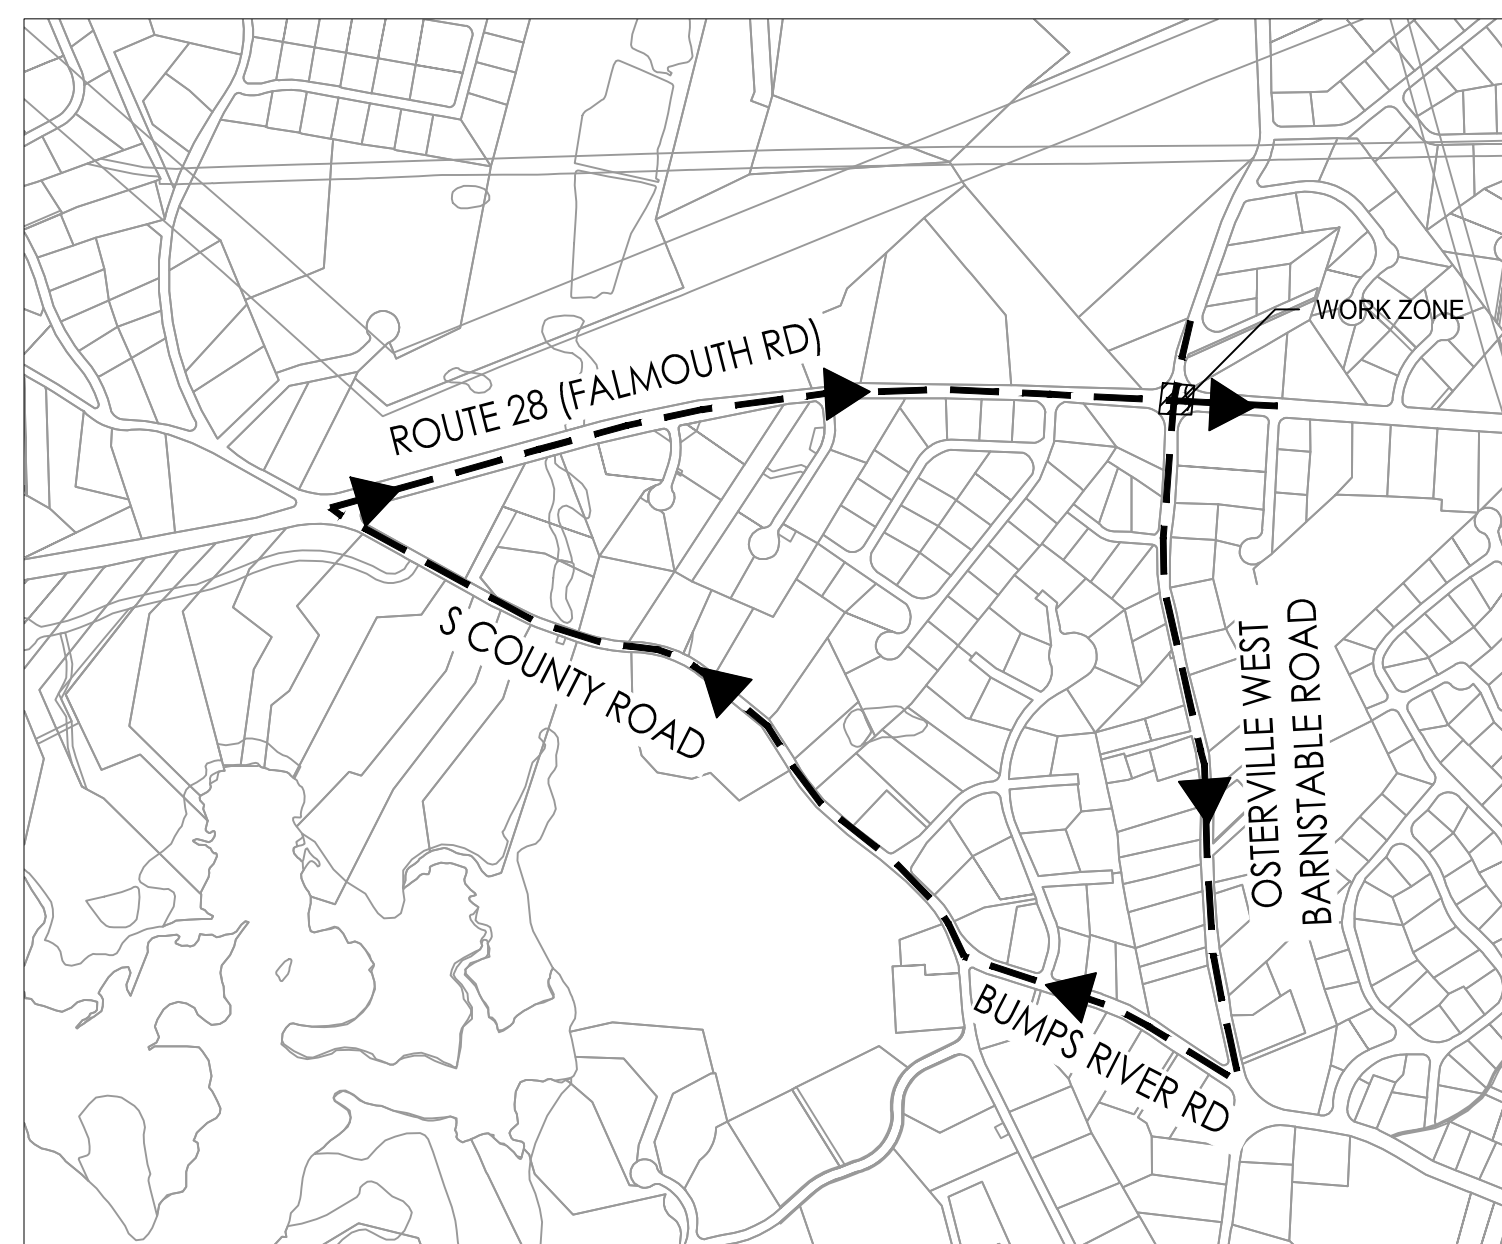 WORK ZONE
ROUTE 28 (FALMOUTH RD)
S COUNTY ROAD
OSTERVILLE WEST
BARNSTABLE ROAD
BUMPS RIVER RD